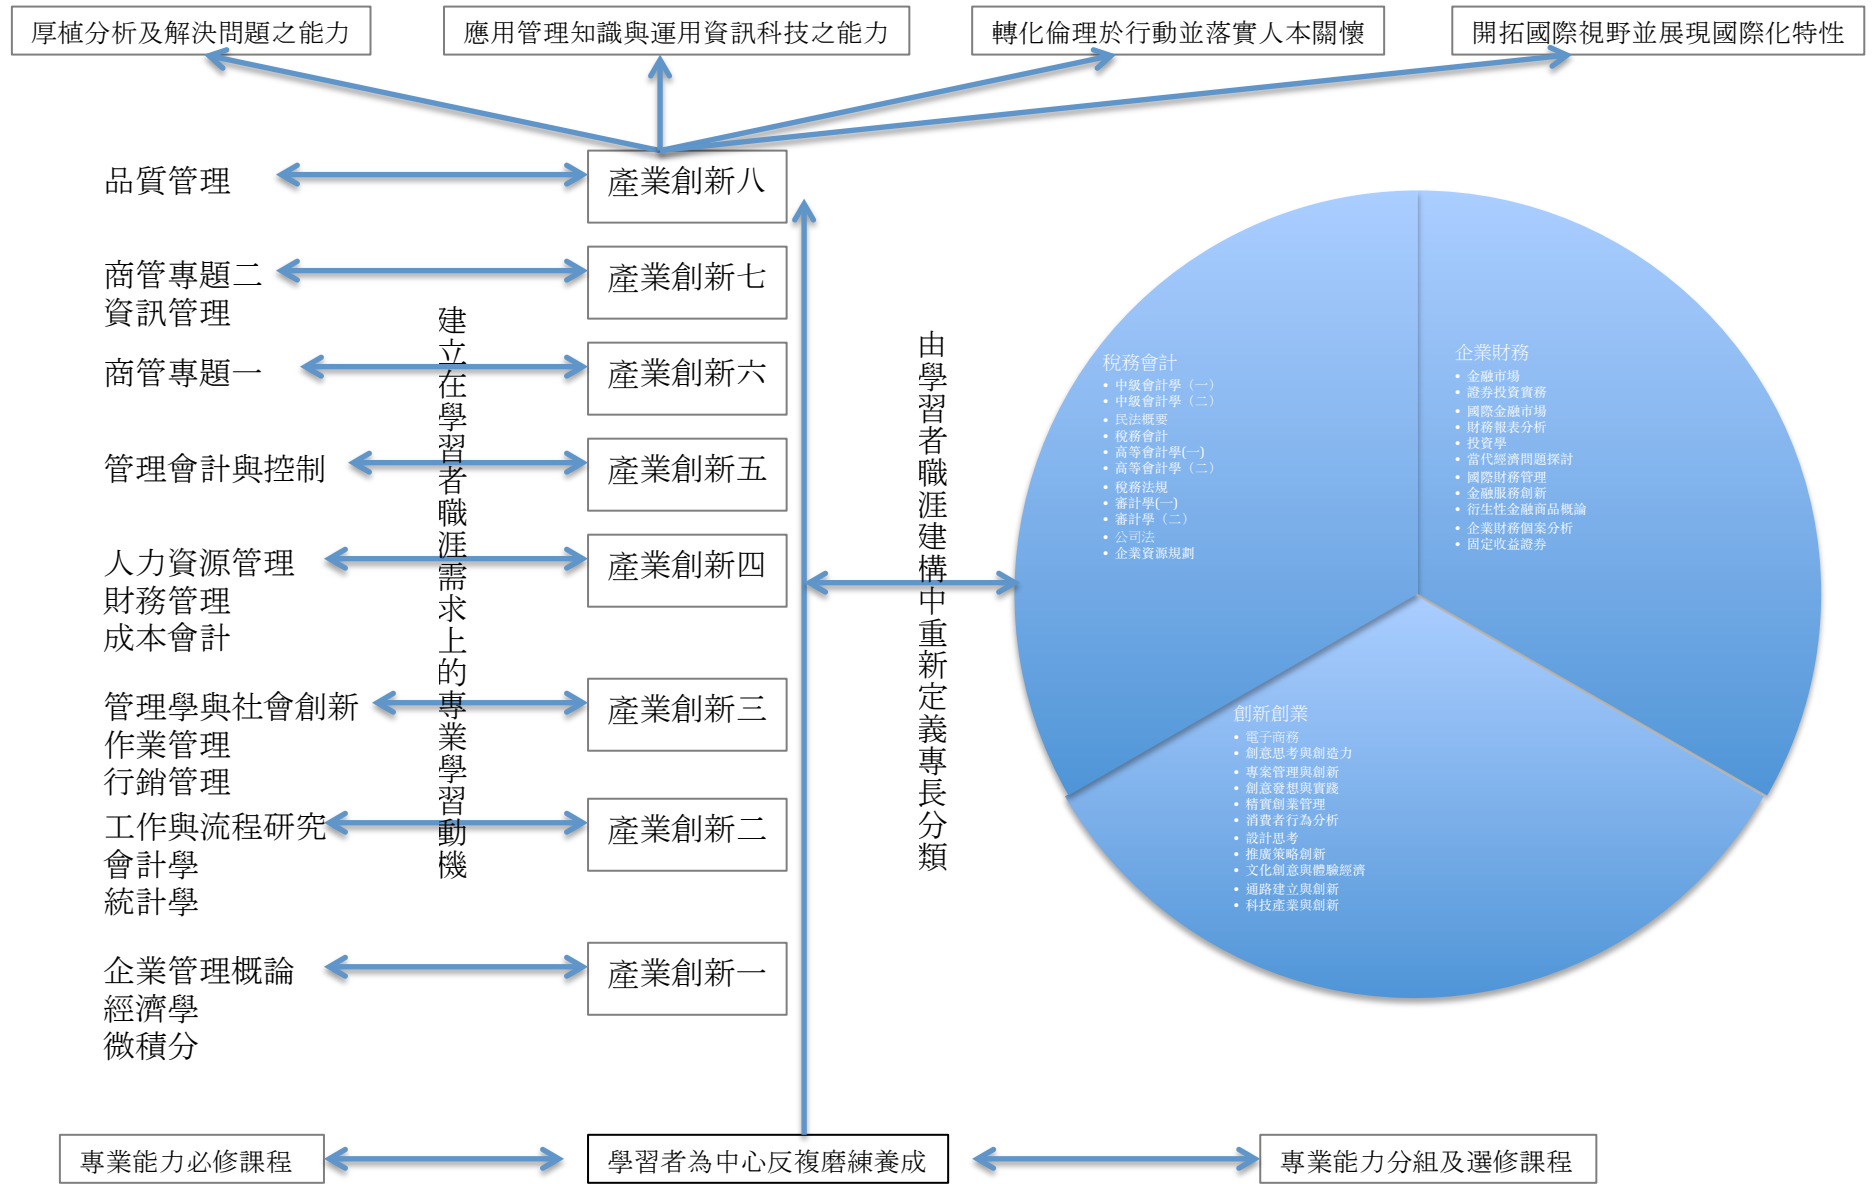 厚植分析及解決問題之能力
應用管理知識與運用資訊科技之能力
轉化倫理於行動並落實人本關懷
開拓國際視野並展現國際化特性
品質管理
產業創新八
商管專題二
資訊管理
產業創新七
商管專題一
產業創新六
管理會計與控制
產業創新五
人力資源管理
財務管理
成本會計
產業創新四
管理學與社會創新
作業管理
行銷管理
產業創新三
工作與流程研究
會計學
統計學
產業創新二
企業管理概論
經濟學
微積分
產業創新一
建立在學習者職涯需求上的專業學習動機
由學習者職涯建構中重新定義專長分類
稅務會計
• 中級會計學（一）
• 中級會計學（二）
• 民法概要
• 稅務會計
• 高等會計學(一)
• 高等會計學（二）
• 稅務法規
• 審計學(一)
• 審計學（二）
• 公司法
• 企業資源規劃
企業財務
• 金融市場
• 證券投資實務
• 國際金融市場
• 財務報表分析
• 投資學
• 當代經濟問題探討
• 國際財務管理
• 金融服務創新
• 衍生性金融商品概論
• 企業財務個案分析
• 固定收益證券
創新創業
• 電子商務
• 創意思考與創造力
• 專案管理與創新
• 創意發想與實踐
• 精實創業管理
• 消費者行為分析
• 設計思考
• 推廣策略創新
• 文化創意與體驗經濟
• 通路建立與創新
• 科技產業與創新
專業能力必修課程
學習者為中心反複磨練養成
專業能力分組及選修課程